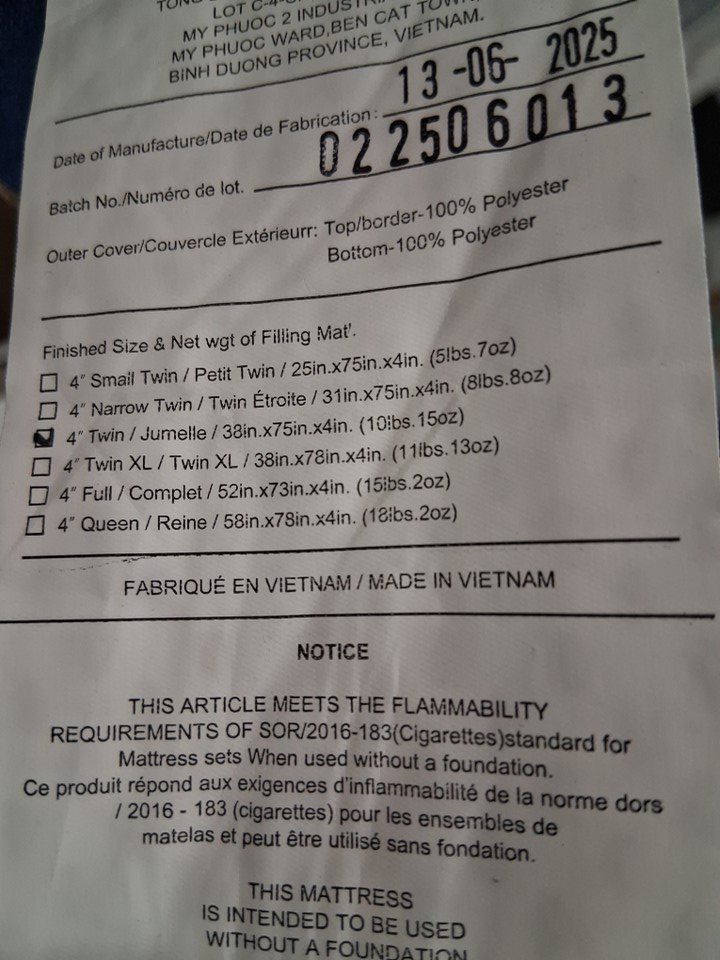 LOT C-4-
MY PHUOC 2 INDUSTRI
MY PHUOC WARD,BEN CAT TOWN
BINH DUONG PROVINCE, VIETNAM.
Date of Manufacture/Date de Fabrication: 13-06- 2025
Batch No./Numéro de lot. 022506013
Outer Cover/Couvercle Extérieurr: Top/border-100% Polyester
Bottom-100% Polyester
Finished Size & Net wgt of Filling Mat'.
4" Small Twin / Petit Twin / 25in.x75in.x4in. (5lbs.7oz)
4" Narrow Twin / Twin Étroite / 31in.x75in.x4in. (8lbs.8oz)
4" Twin / Jumelle / 38in.x75in.x4in. (10lbs.15oz)
4" Twin XL / Twin XL / 38in.x78in.x4in. (11lbs.13oz)
4" Full / Complet / 52in.x73in.x4in. (15lbs.2oz)
4" Queen / Reine / 58in.x78in.x4in. (18lbs.2oz)
FABRIQUÉ EN VIETNAM / MADE IN VIETNAM
NOTICE
THIS ARTICLE MEETS THE FLAMMABILITY
REQUIREMENTS OF SOR/2016-183(Cigarettes)standard for
Mattress sets When used without a foundation.
Ce produit répond aux exigences d'inflammabilité de la norme dors
/ 2016 - 183 (cigarettes) pour les ensembles de
matelas et peut être utilisé sans fondation.
THIS MATTRESS
IS INTENDED TO BE USED
WITHOUT A FOUNDATION